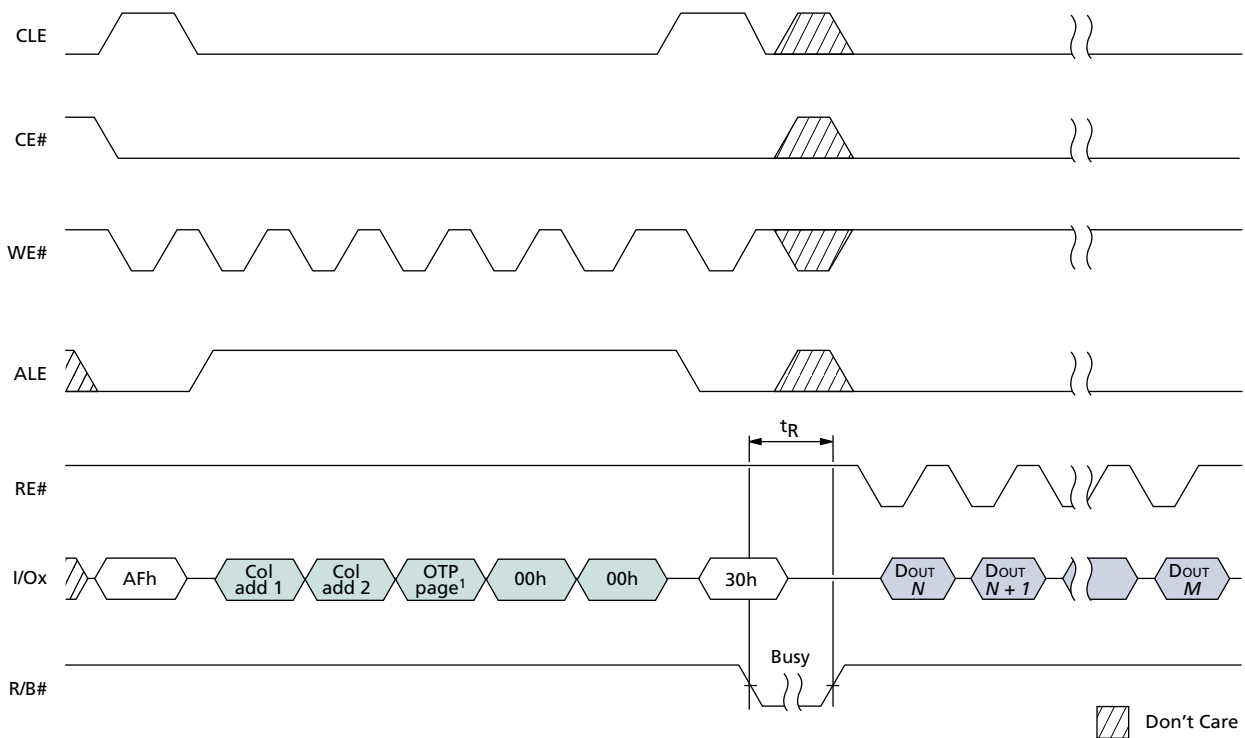 CLE
CE#
WE#
ALE
tR
RE#
I/Ox
AFh
Col
add 1
Col
add 2
OTP
page¹
00h
00h
30h
DOUT
N
DOUT
N + 1
DOUT
M
Busy
R/B#
Don't Care